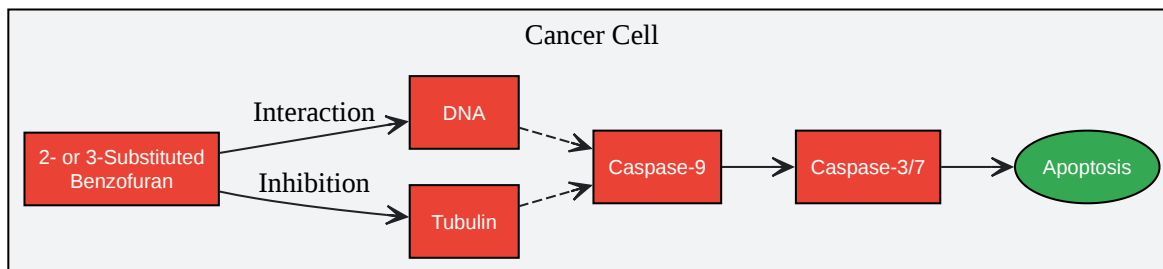 Cancer Cell
2- or 3-Substituted
Benzofuran
Interaction
Inhibition
DNA
Tubulin
Caspase-9
Caspase-3/7
Apoptosis